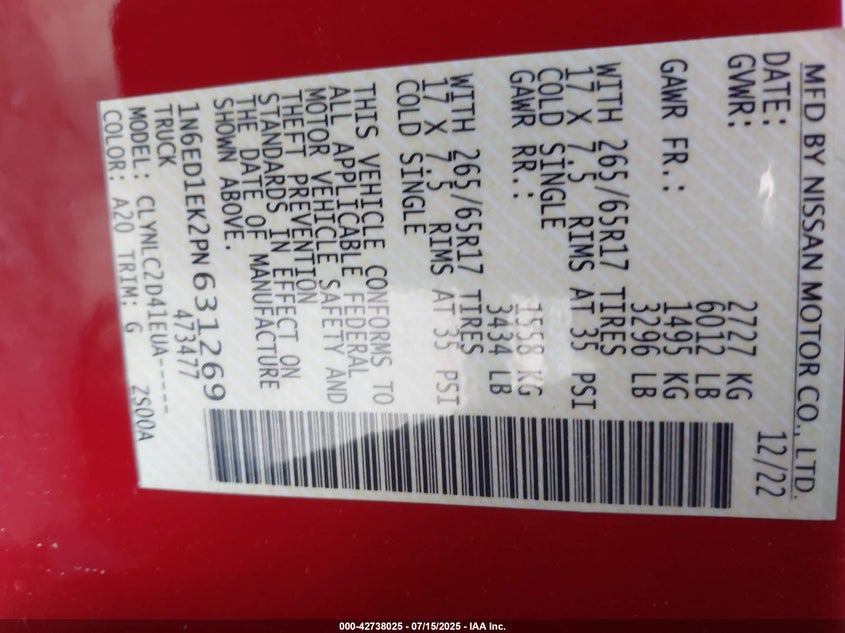 MFD BY NISSAN MOTOR CO., LTD.
DATE: 12/22
GVWR: 2727 KG
6012 LB
GAWR FR.: 1495 KG
3296 LB
WITH 265/65R17 TIRES
17 X 7.5 RIMS AT 35 PSI
COLD SINGLE
GAWR RR.: 1558 KG
3434 LB
WITH 265/65R17 TIRES
17 X 7.5 RIMS AT 35 PSI
COLD SINGLE
THIS VEHICLE CONFORMS TO
ALL APPLICABLE FEDERAL
MOTOR VEHICLE SAFETY AND
THEFT PREVENTION
STANDARDS IN EFFECT ON
THE DATE OF MANUFACTURE
SHOWN ABOVE.
1N6ED1EK2PN631269
TRUCK 473477
MODEL: CLYNLC2D41EUA-----
COLOR: A20 TRIM: G ZS00A
000-42738025 - 07/15/2025 - IAA Inc.